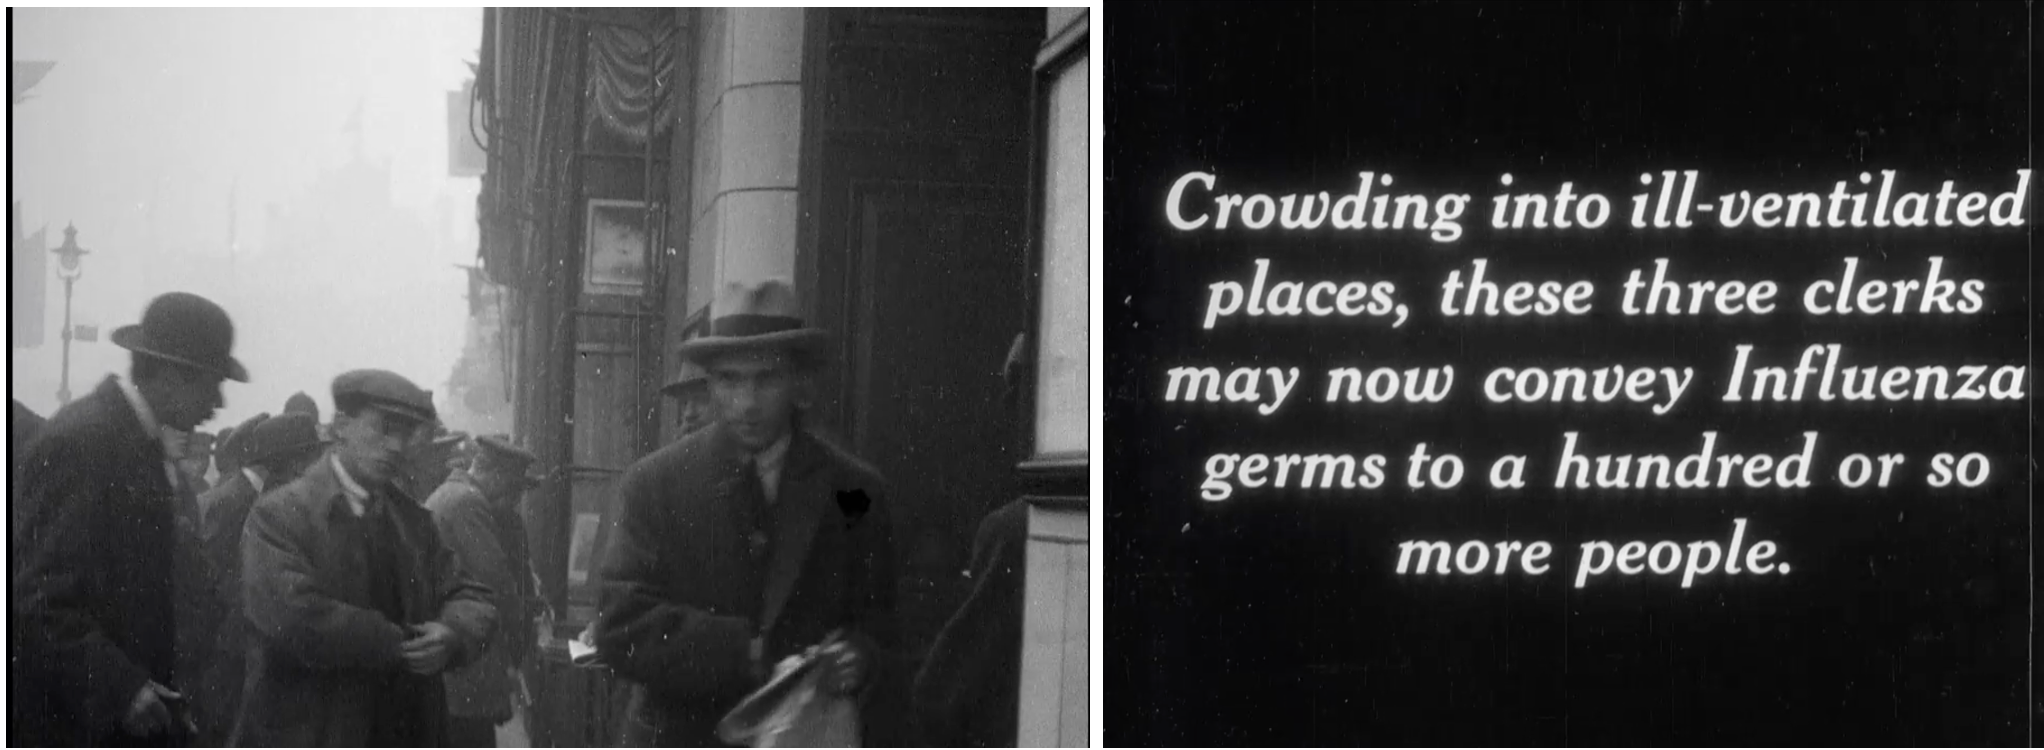 Crowding into ill-ventilated
places, these three clerks
may now convey Influenza
germs to a hundred or so
more people.